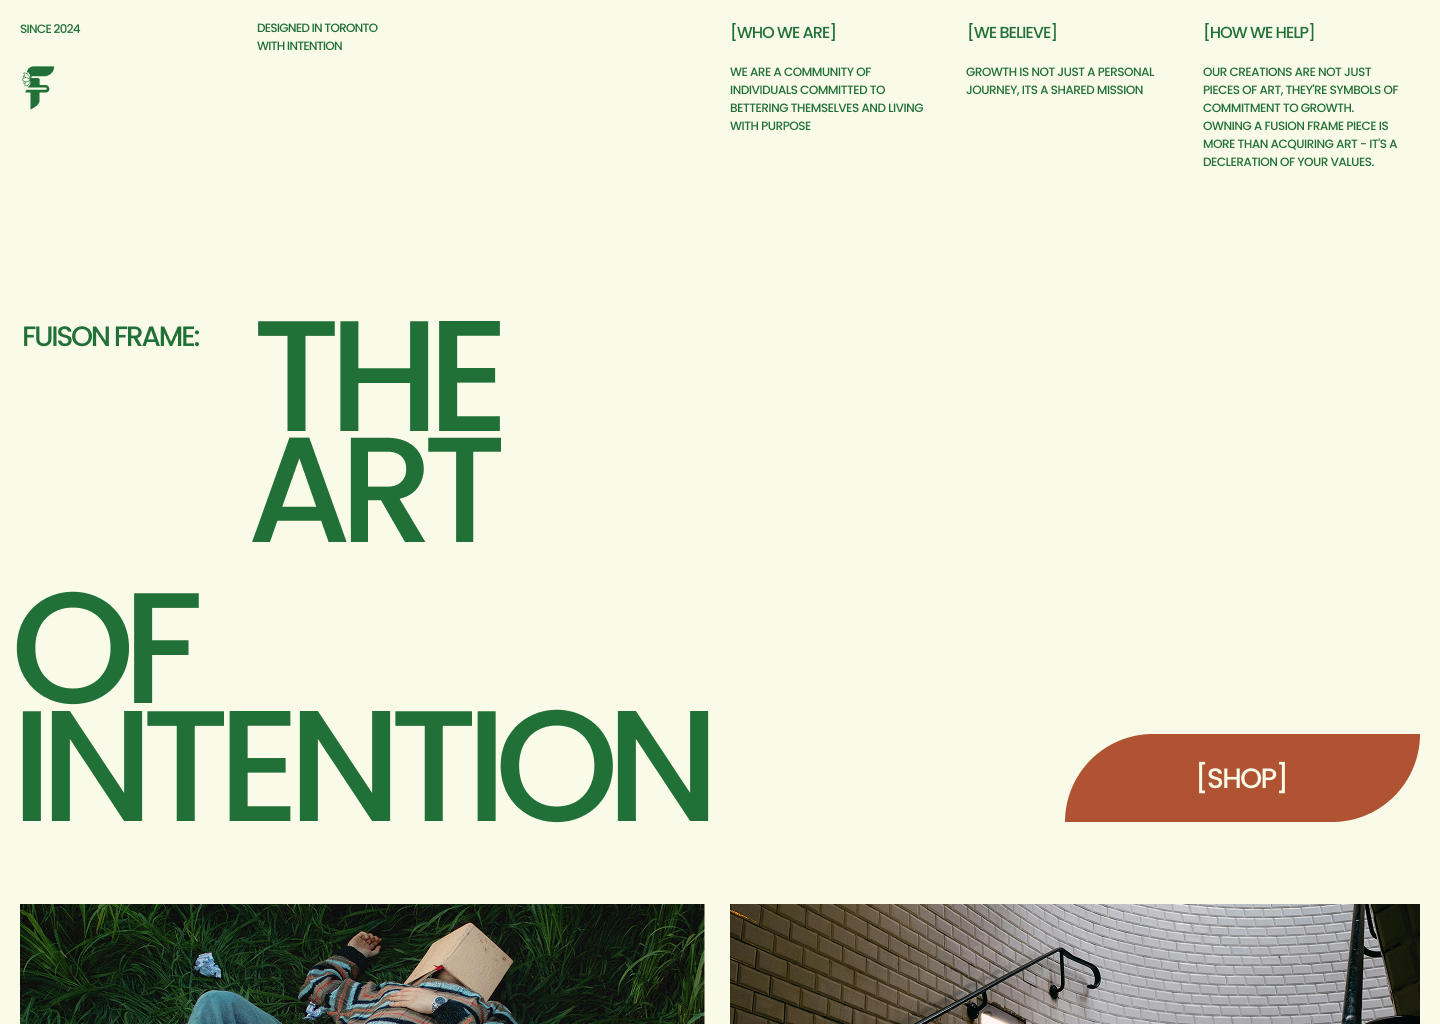 SINCE 2024
DESIGNED IN TORONTO
WITH INTENTION
[WHO WE ARE]
WE ARE A COMMUNITY OF
INDIVIDUALS COMMITTED TO
BETTERING THEMSELVES AND LIVING
WITH PURPOSE
[WE BELIEVE]
GROWTH IS NOT JUST A PERSONAL
JOURNEY, ITS A SHARED MISSION
[HOW WE HELP]
OUR CREATIONS ARE NOT JUST
PIECES OF ART, THEY'RE SYMBOLS OF
COMMITMENT TO GROWTH.
OWNING A FUSION FRAME PIECE IS
MORE THAN ACQUIRING ART - IT'S A
DECLERATION OF YOUR VALUES.
F
FUISON FRAME:
THE
ART
OF
INTENTION
[SHOP]